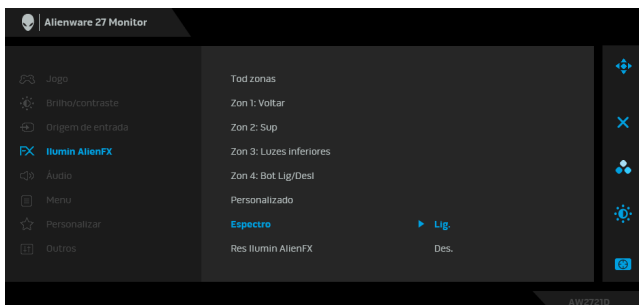 Alienware 27 Monitor
Jogo
Brilho/contraste
Origem de entrada
FX Ilumin AlienFX
Áudio
Menu
Personalizar
Outros
Tod zonas
Zon 1: Voltar
Zon 2: Sup
Zon 3: Luzes inferiores
Zon 4: Bot Lig/Desl
Personalizado
Espectro
Lig.
Res Ilumin AlienFX
Des.
AW2721D